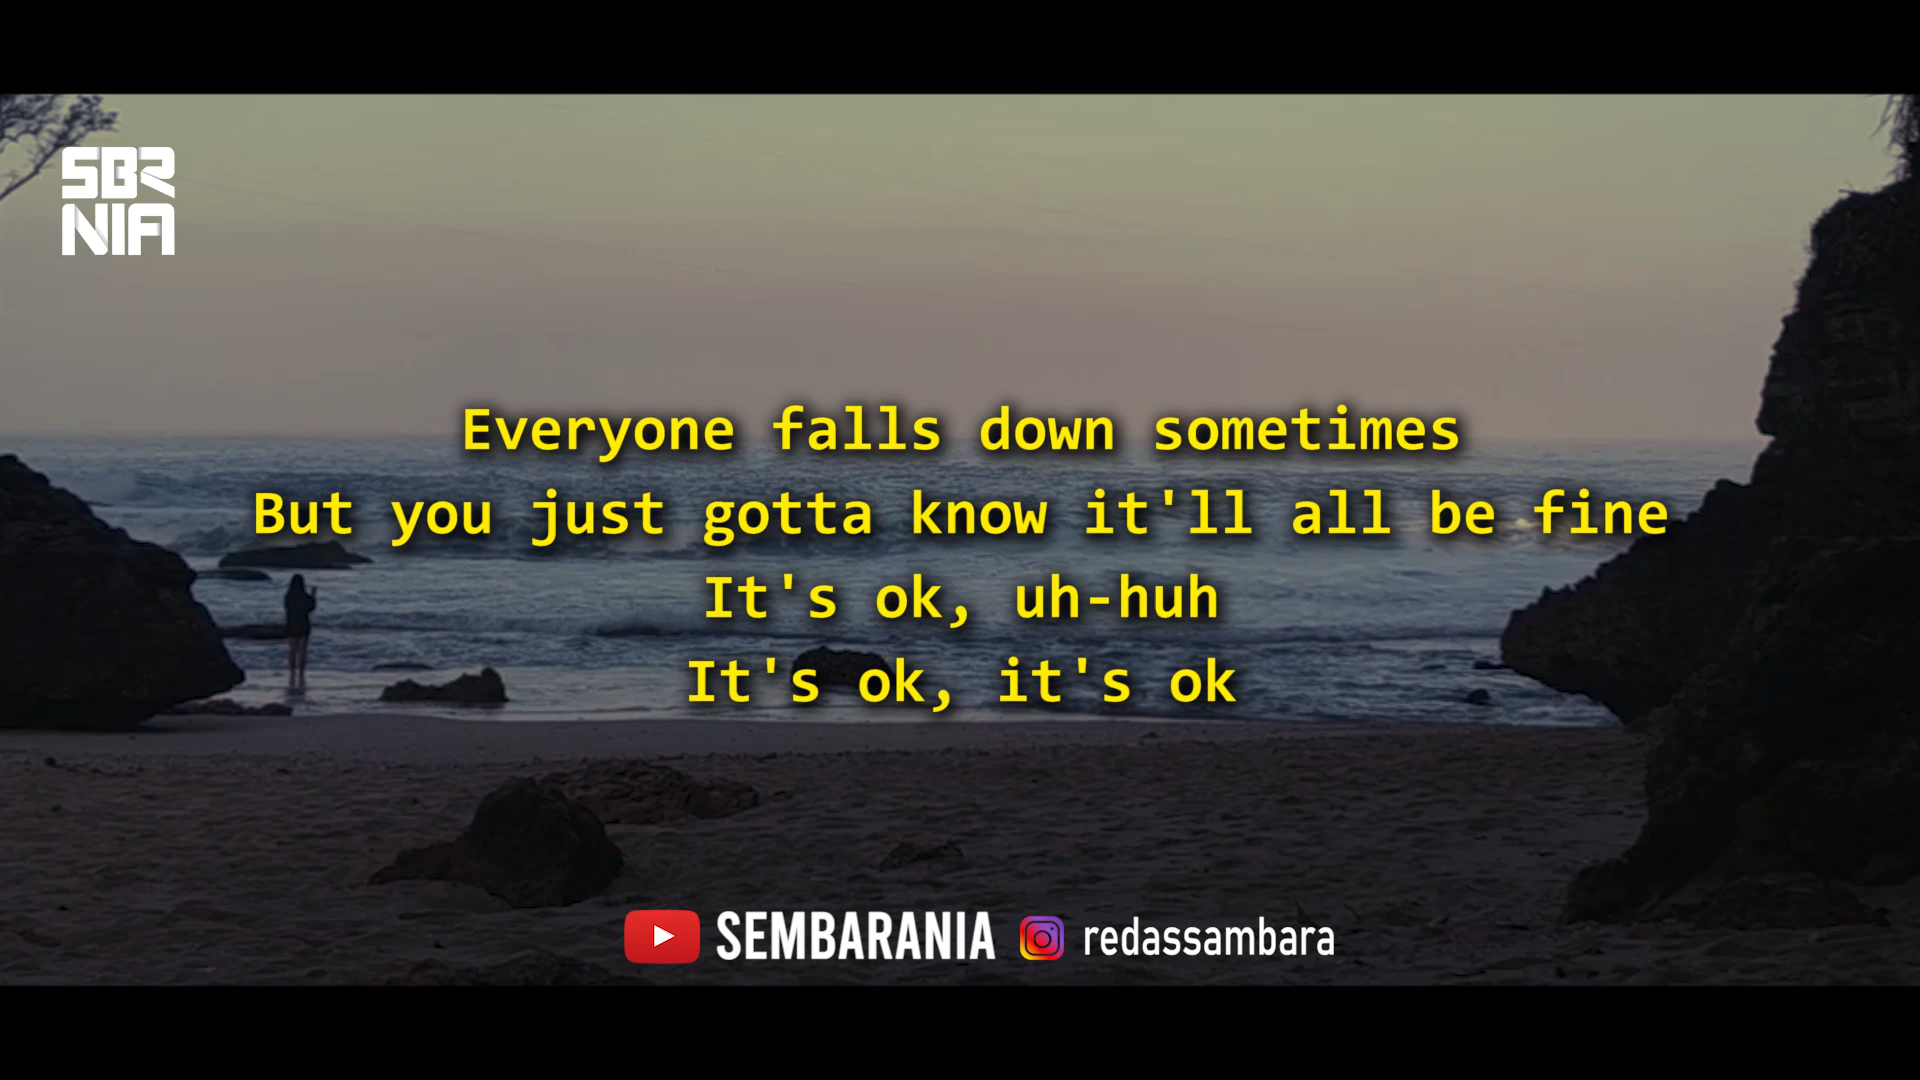 SBR
NIA
Everyone falls down sometimes
But you just gotta know it'll all be fine
It's ok, uh-huh
It's ok, it's ok
SEMBARANIA redassambara